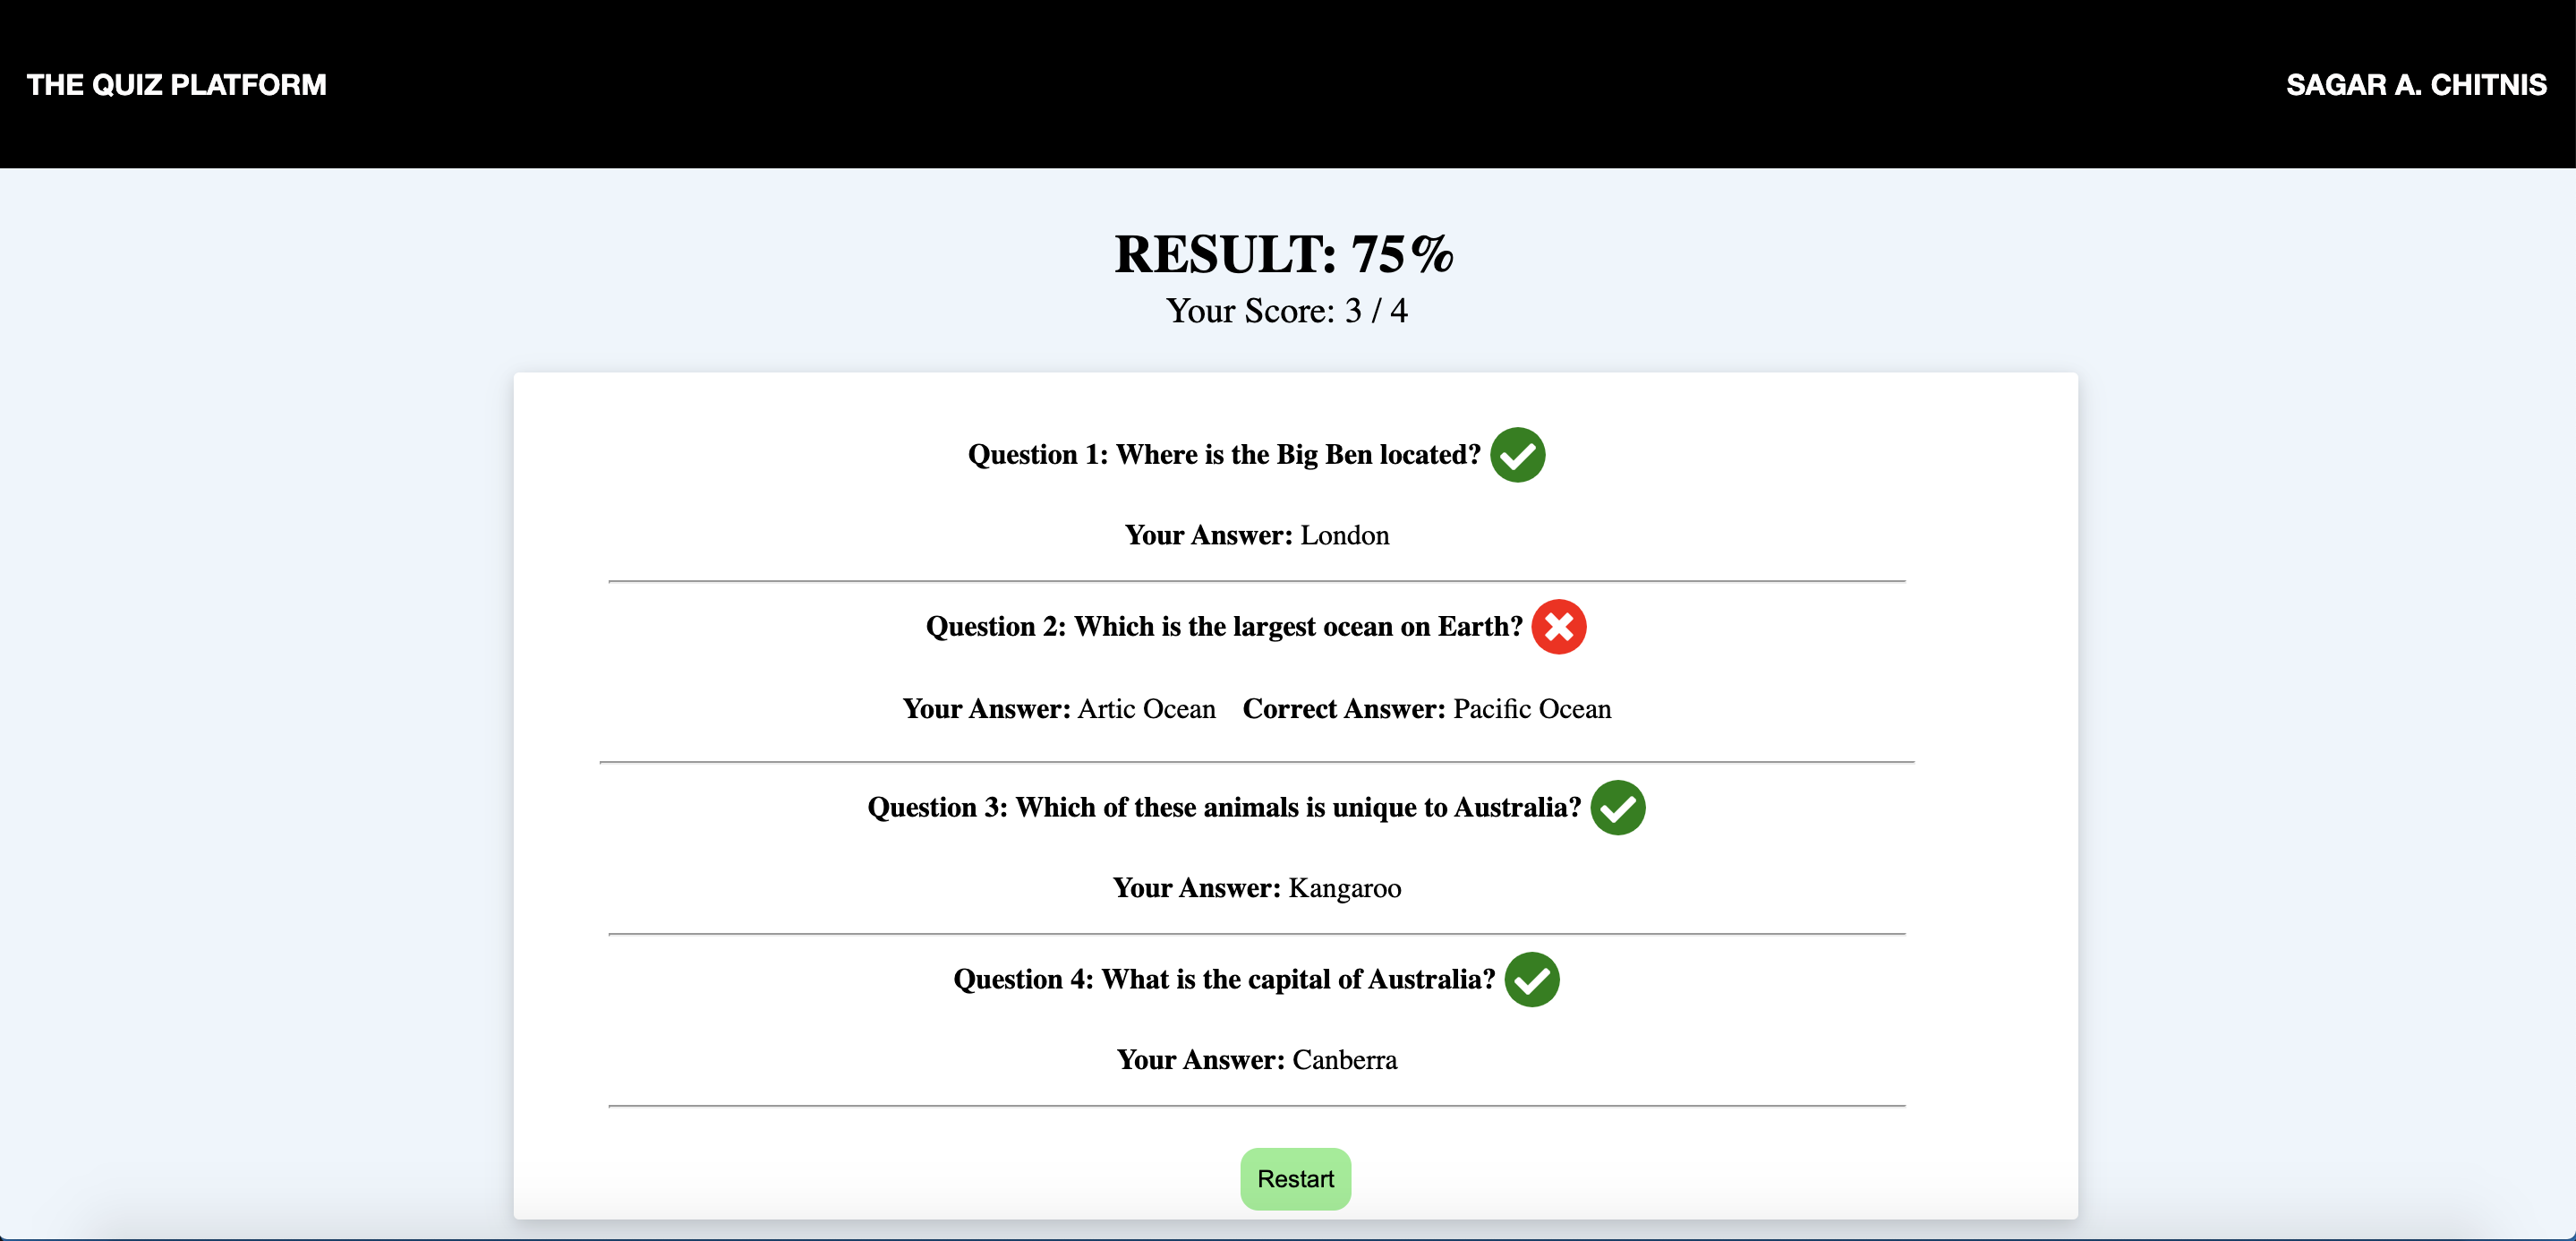 THE QUIZ PLATFORM
SAGAR A. CHITNIS
RESULT: 75%
Your Score: 3 / 4
Question 1: Where is the Big Ben located?
Your Answer: London
Question 2: Which is the largest ocean on Earth?
Your Answer: Artic Ocean Correct Answer: Pacific Ocean
Question 3: Which of these animals is unique to Australia?
Your Answer: Kangaroo
Question 4: What is the capital of Australia?
Your Answer: Canberra
Restart